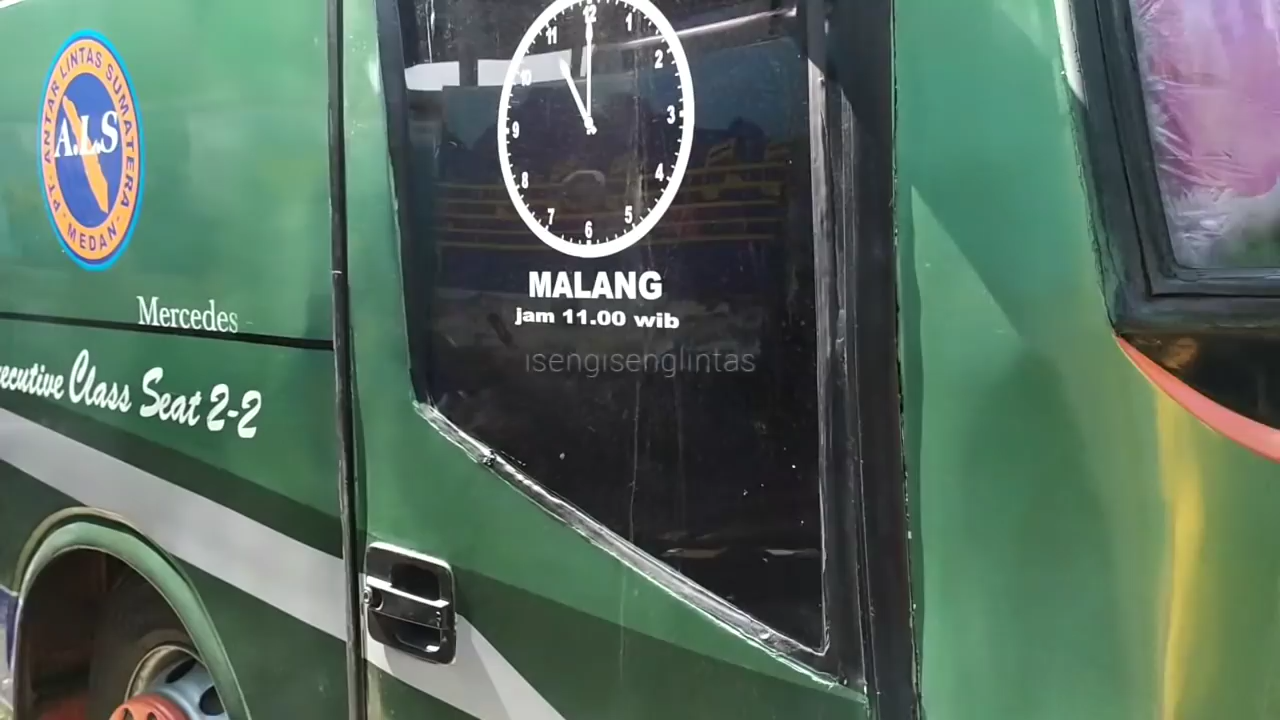 PT. ANTAR LINTAS SUMATERA
A.L.S
MEDAN
Mercedes
Executive Class Seat 2-2
12
1
2
3
4
5
6
7
8
9
10
11
MALANG
jam 11.00 wib
isengisenglintas